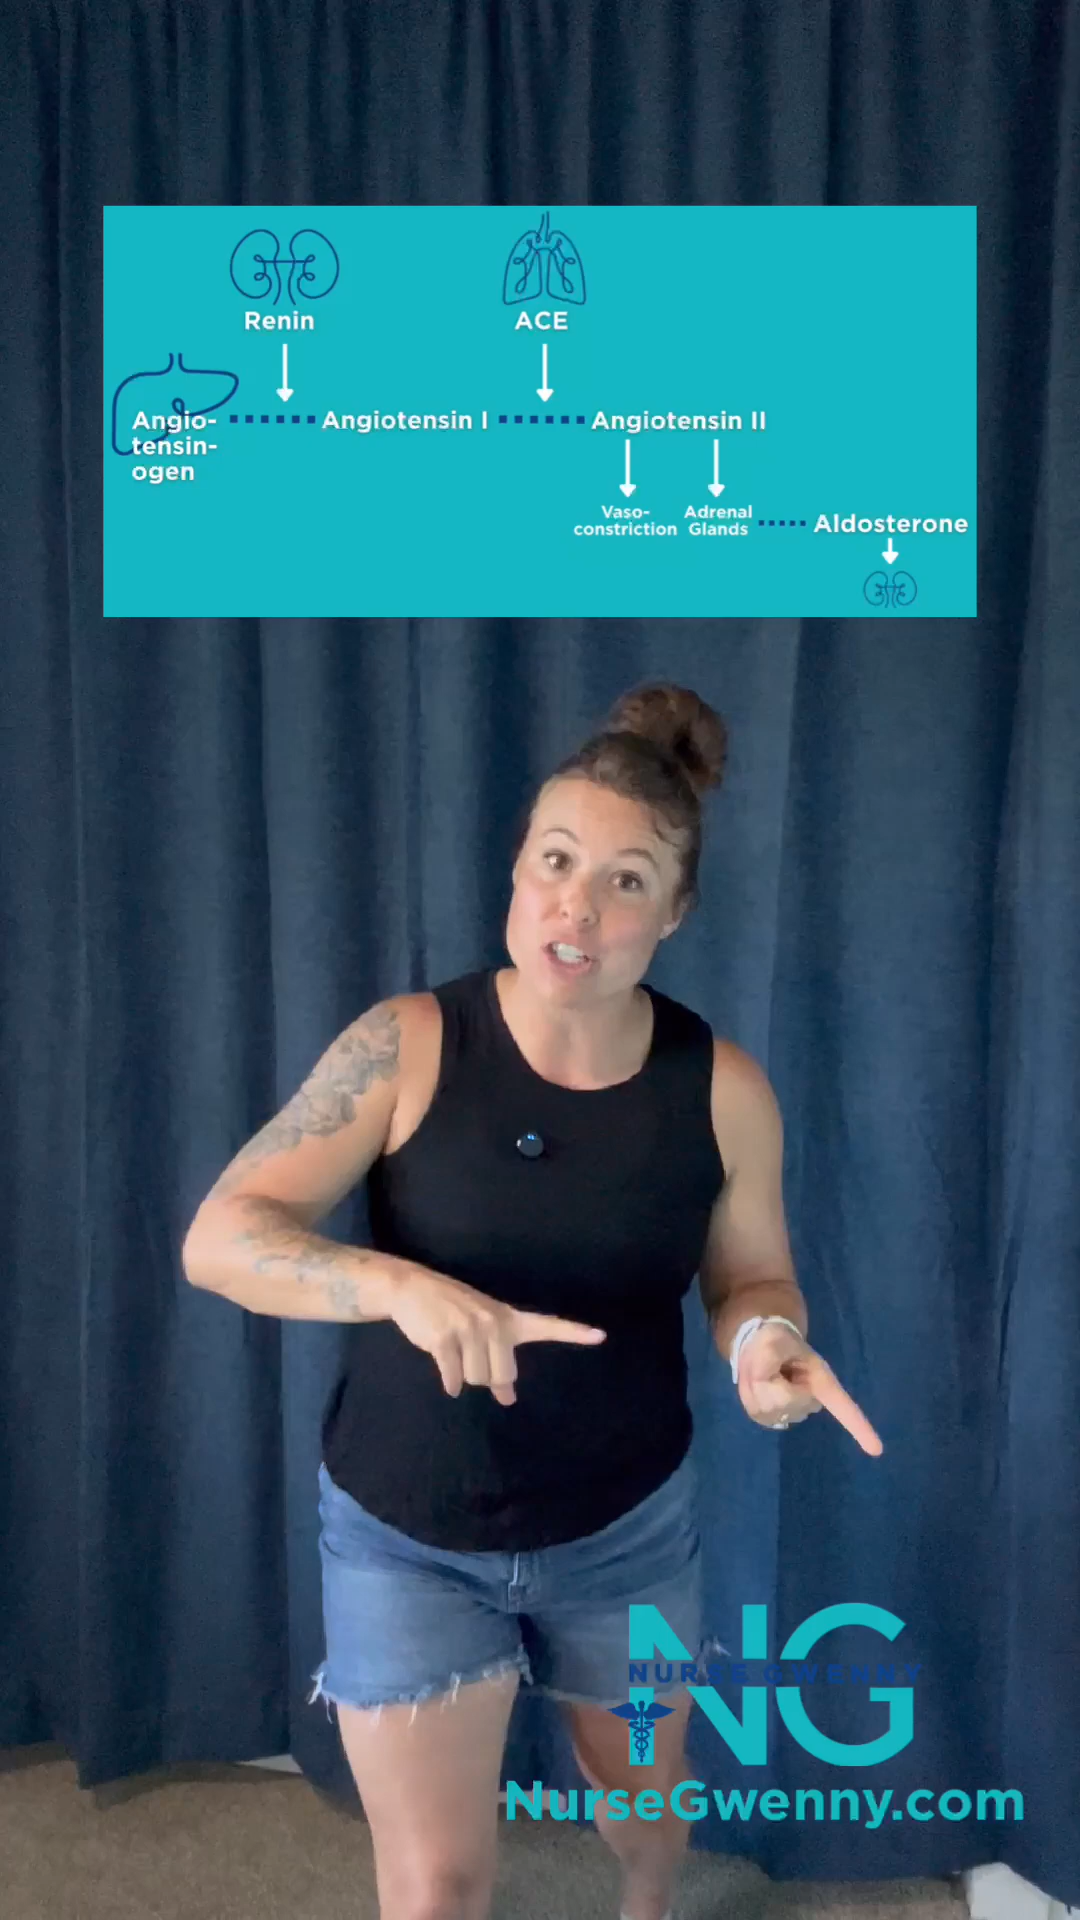 Renin
ACE
Angio-
tensin-
ogen
Angiotensin I
Angiotensin II
Vaso-
constriction
Adrenal
Glands
Aldosterone
NG
NURSE GWENNY
NurseGwenny.com